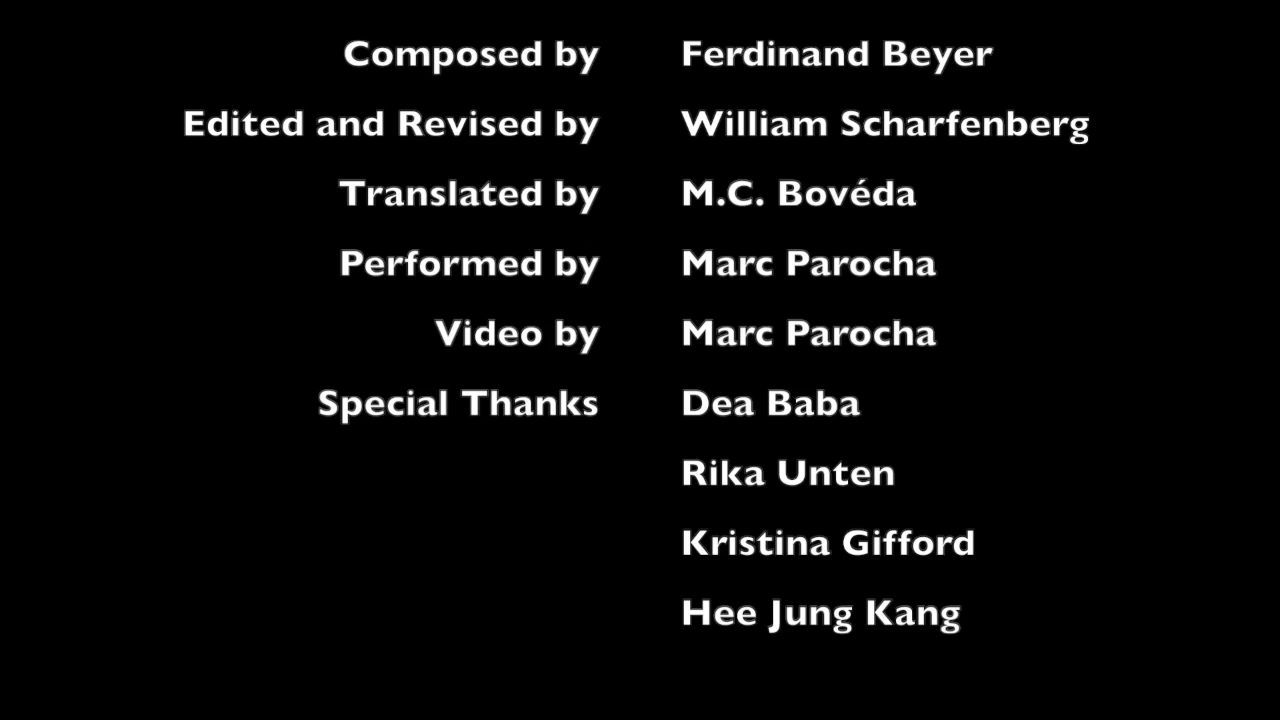 Composed by Ferdinand Beyer
Edited and Revised by William Scharfenberg
Translated by M.C. Bovéda
Performed by Marc Parocha
Video by Marc Parocha
Special Thanks Dea Baba
Rika Unten
Kristina Gifford
Hee Jung Kang